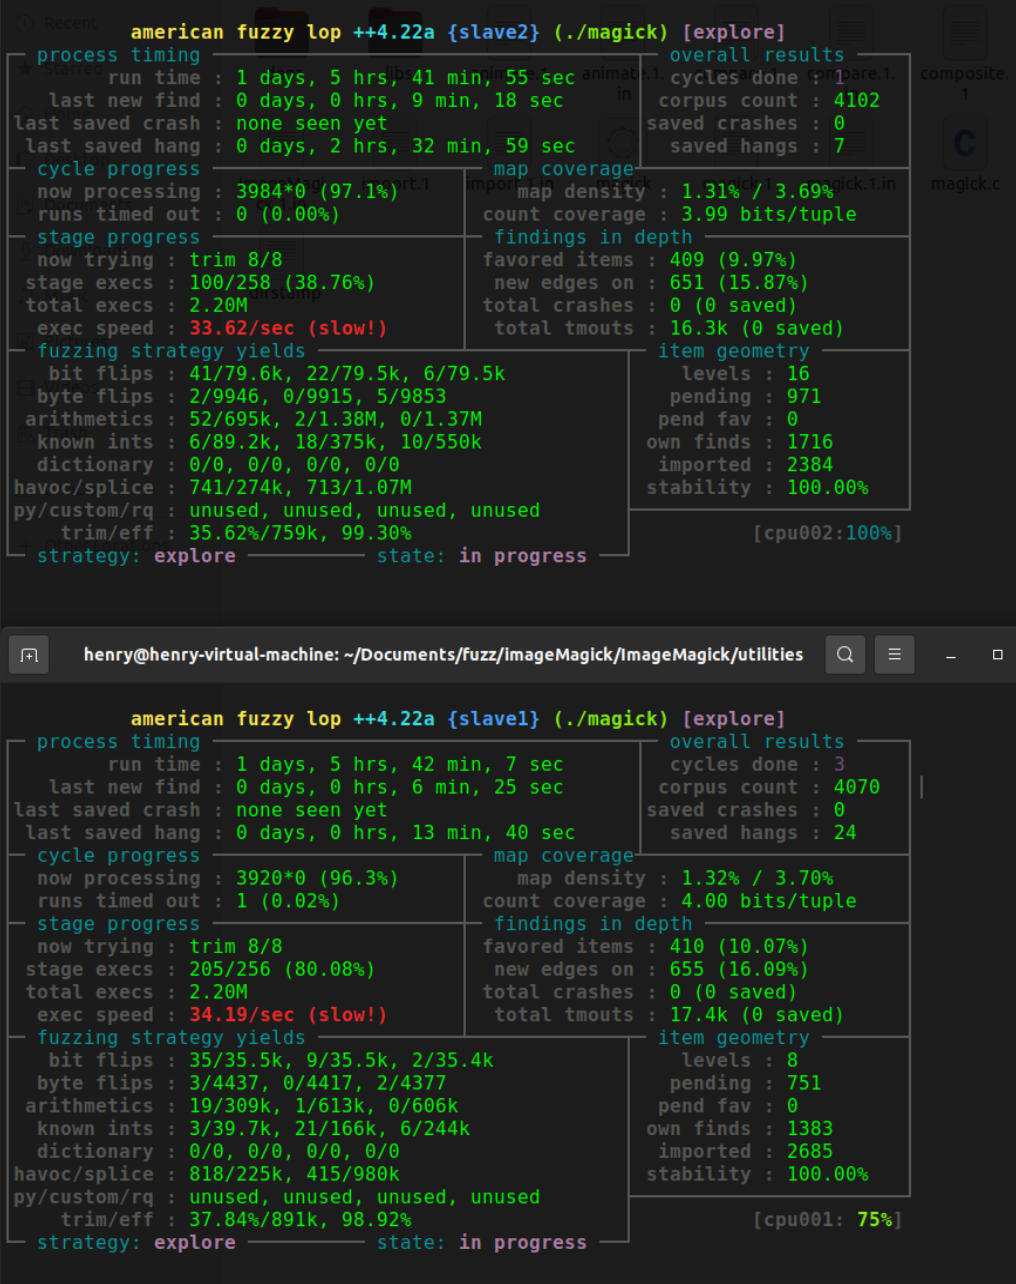 Recent
american fuzzy lop ++4.22a {slave2} (./magick) [explore]
process timing overall results
run time : 1 days, 5 hrs, 41 min, 55 sec cycles done : 1
last new find : 0 days, 0 hrs, 9 min, 18 sec corpus count : 4102
last saved crash : none seen yet saved crashes : 0
last saved hang : 0 days, 2 hrs, 32 min, 59 sec saved hangs : 7
animate.1.in
compare.1.
composite.1
cycle progress map coverage
now processing : 3984*0 (97.1%) map density : 1.31% / 3.69%
runs timed out : 0 (0.00%) count coverage : 3.99 bits/tuple
import.1
import.1.in
magick
magick.1
magick.1.in
magick.c
stage progress findings in depth
now trying : trim 8/8 favored items : 409 (9.97%)
stage execs : 100/258 (38.76%) new edges on : 651 (15.87%)
total execs : 2.20M total crashes : 0 (0 saved)
exec speed : 33.62/sec (slow!) total tmouts : 16.3k (0 saved)
fuzzing strategy yields item geometry
bit flips : 41/79.6k, 22/79.5k, 6/79.5k levels : 16
byte flips : 2/9946, 0/9915, 5/9853 pending : 971
arithmetics : 52/695k, 2/1.38M, 0/1.37M pend fav : 0
known ints : 6/89.2k, 18/375k, 10/550k own finds : 1716
dictionary : 0/0, 0/0, 0/0, 0/0 imported : 2384
havoc/splice : 741/274k, 713/1.07M stability : 100.00%
py/custom/rq : unused, unused, unused, unused
trim/eff : 35.62%/759k, 99.30% [cpu002:100%]
strategy: explore state: in progress
henry@henry-virtual-machine: ~/Documents/fuzz/imageMagick/ImageMagick/utilities
american fuzzy lop ++4.22a {slave1} (./magick) [explore]
process timing overall results
run time : 1 days, 5 hrs, 42 min, 7 sec cycles done : 3
last new find : 0 days, 0 hrs, 6 min, 25 sec corpus count : 4070
last saved crash : none seen yet saved crashes : 0
last saved hang : 0 days, 0 hrs, 13 min, 40 sec saved hangs : 24
cycle progress map coverage
now processing : 3920*0 (96.3%) map density : 1.32% / 3.70%
runs timed out : 1 (0.02%) count coverage : 4.00 bits/tuple
stage progress findings in depth
now trying : trim 8/8 favored items : 410 (10.07%)
stage execs : 205/256 (80.08%) new edges on : 655 (16.09%)
total execs : 2.20M total crashes : 0 (0 saved)
exec speed : 34.19/sec (slow!) total tmouts : 17.4k (0 saved)
fuzzing strategy yields item geometry
bit flips : 35/35.5k, 9/35.5k, 2/35.4k levels : 8
byte flips : 3/4437, 0/4417, 2/4377 pending : 751
arithmetics : 19/309k, 1/613k, 0/606k pend fav : 0
known ints : 3/39.7k, 21/166k, 6/244k own finds : 1383
dictionary : 0/0, 0/0, 0/0, 0/0 imported : 2685
havoc/splice : 818/225k, 415/980k stability : 100.00%
py/custom/rq : unused, unused, unused, unused
trim/eff : 37.84%/891k, 98.92% [cpu001: 75%]
strategy: explore state: in progress